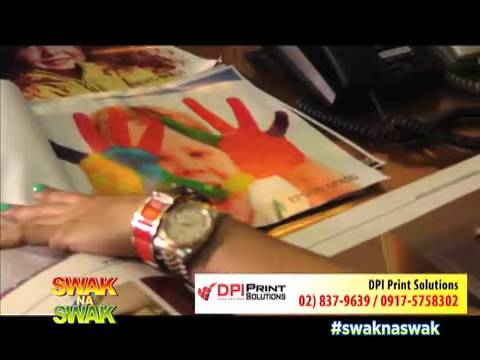 SWAK
NA
SWAK
DPI PRINT
SOLUTIONS
DPI Print Solutions
02) 837-9639 / 0917-5758302
#swaknaswak